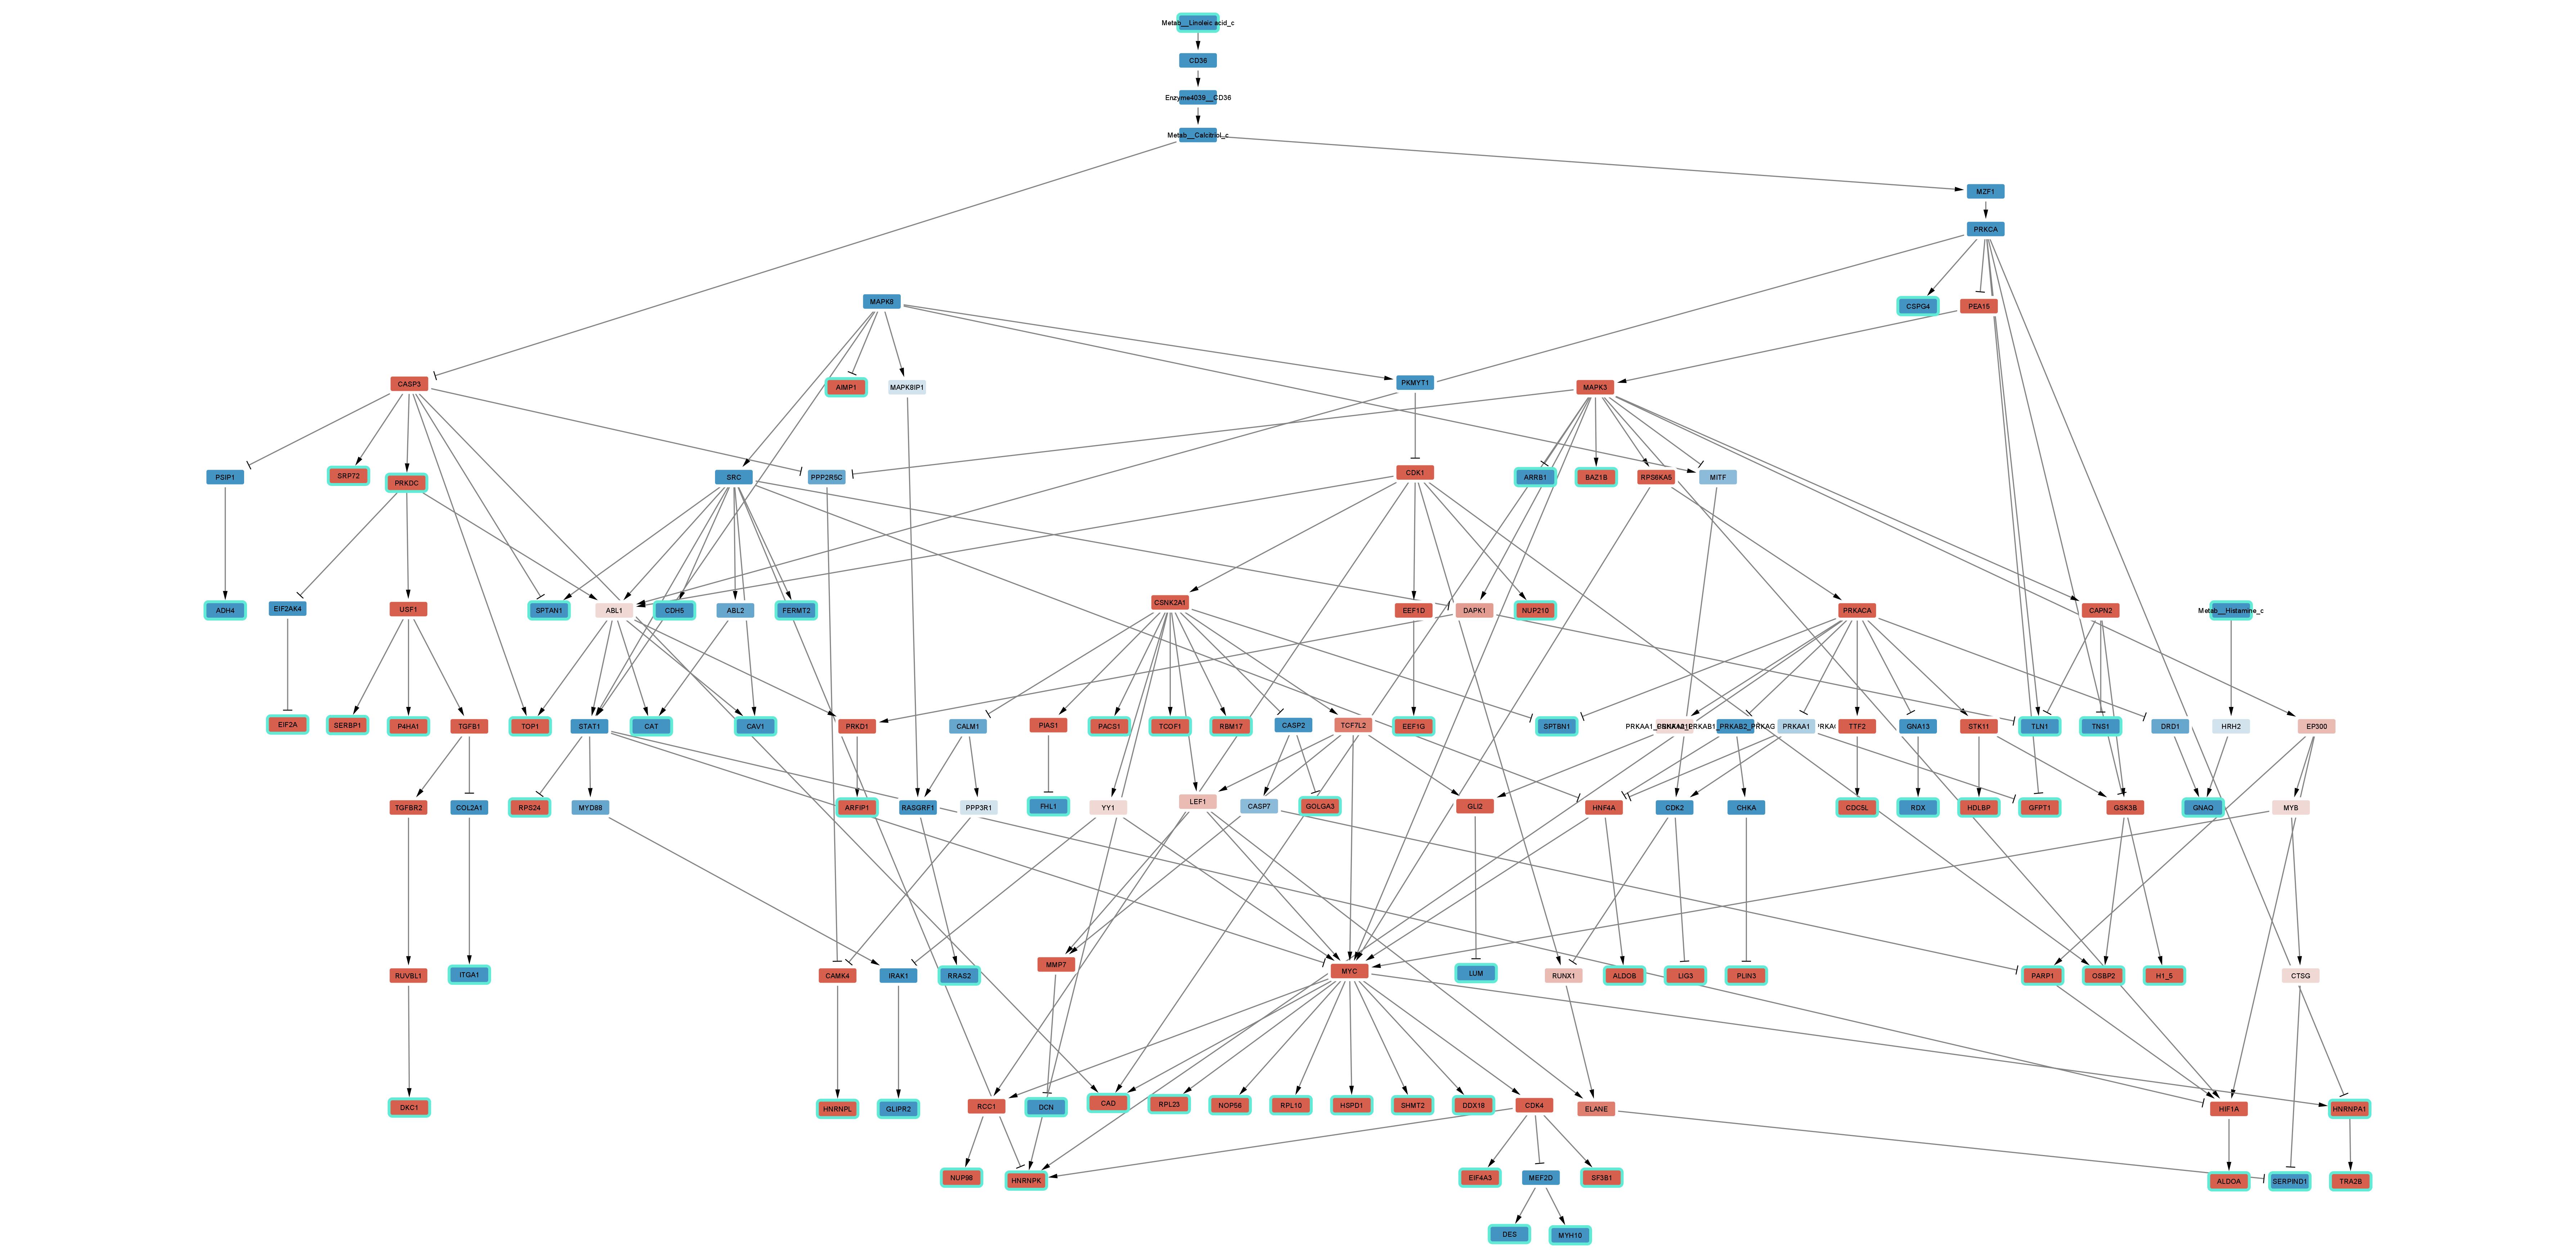 Metab__Linoleic acid_c
CD36
Enzyme4039__CD36
Metab__Calcitriol_c
MZF1
PRKCA
MAPK8
CSPG4
PEA15
CASP3
AIMP1
MAPK8IP1
PKMYT1
MAPK3
PSIP1
SRP72
PRKDC
SRC
PPP2R5C
CDK1
ARRB1
BAZ1B
RPS6KA5
MITF
ADH4
EIF2AK4
USF1
SPTAN1
ABL1
CDH5
ABL2
FERMT2
CSNK2A1
EEF1D
DAPK1
NUP210
PRKACA
CAPN2
Metab__Histamine_c
EIF2A
SERBP1
P4HA1
TGFB1
TOP1
STAT1
CAT
CAV1
PRKD1
CALM1
PIAS1
PACS1
TCOF1
RBM17
CASP2
TCF7L2
EEF1G
SPTBN1
PRKAB2_
PRKAA1
TTF2
GNA13
STK11
TLN1
TNS1
DRD1
HRH2
EP300
TGFBR2
COL2A1
RPS24
MYD88
ARFIP1
RASGRF1
PPP3R1
FHL1
YY1
LEF1
CASP7
GOLGA3
GLI2
HNF4A
CDK2
CHKA
CDC5L
RDX
HDLBP
GFPT1
GSK3B
GNAQ
MYB
RUVBL1
ITGA1
CAMK4
IRAK1
RRAS2
MMP7
MYC
LUM
RUNX1
ALDOB
LIG3
PLIN3
PARP1
OSBP2
H1_5
CTSG
DKC1
HNRNPL
GLIPR2
RCC1
DCN
CAD
RPL23
NOP56
RPL10
HSPD1
SHMT2
DDX18
CDK4
ELANE
HIF1A
HNRNPA1
NUP98
HNRNPK
EIF4A3
MEF2D
SF3B1
ALDOA
SERPIND1
TRA2B
DES
MYH10